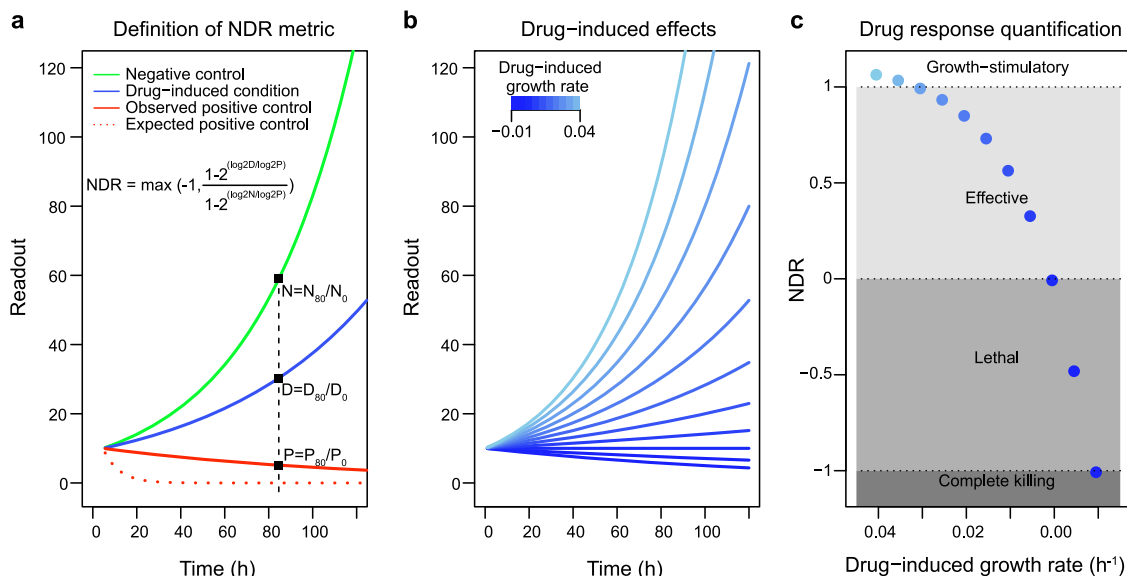 a
Definition of NDR metric
Negative control
Drug-induced condition
Observed positive control
Expected positive control
NDR = max (-1, 1-2^(log2D/log2P) / 1-2^(log2N/log2P) )
N=N80/N0
D=D80/D0
P=P80/P0
Readout
120
100
80
60
40
20
0
0 20 40 60 80 100
Time (h)
b
Drug−induced effects
Drug−induced
growth rate
−0.01 0.04
Readout
120
100
80
60
40
20
0
0 20 40 60 80 100
Time (h)
c
Drug response quantification
Growth−stimulatory
Effective
Lethal
Complete killing
NDR
1
0.5
0
−0.5
−1
0.04 0.02 0.00
Drug−induced growth rate (h-1)